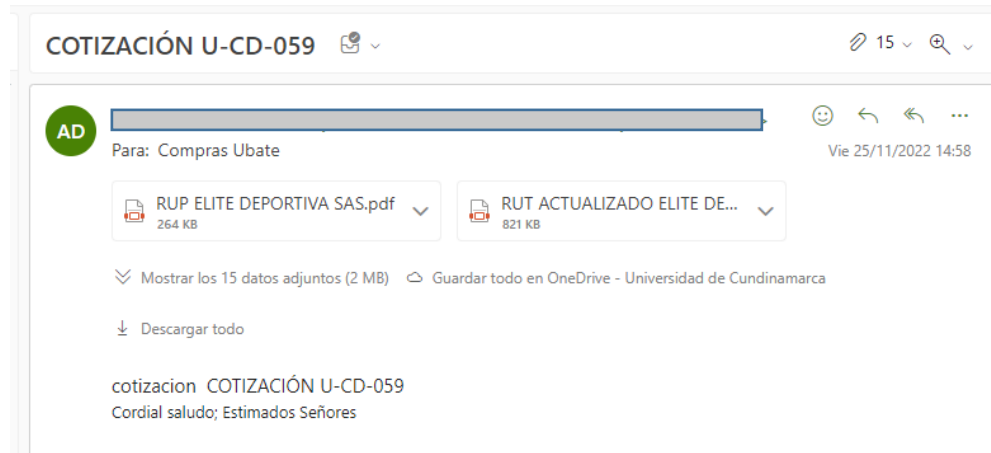 COTIZACIÓN U-CD-059
15
AD
Para: Compras Ubate
Vie 25/11/2022 14:58
RUP ELITE DEPORTIVA SAS.pdf
264 KB
RUT ACTUALIZADO ELITE DE...
821 KB
Mostrar los 15 datos adjuntos (2 MB) Guardar todo en OneDrive - Universidad de Cundinamarca
Descargar todo
cotizacion COTIZACIÓN U-CD-059
Cordial saludo; Estimados Señores